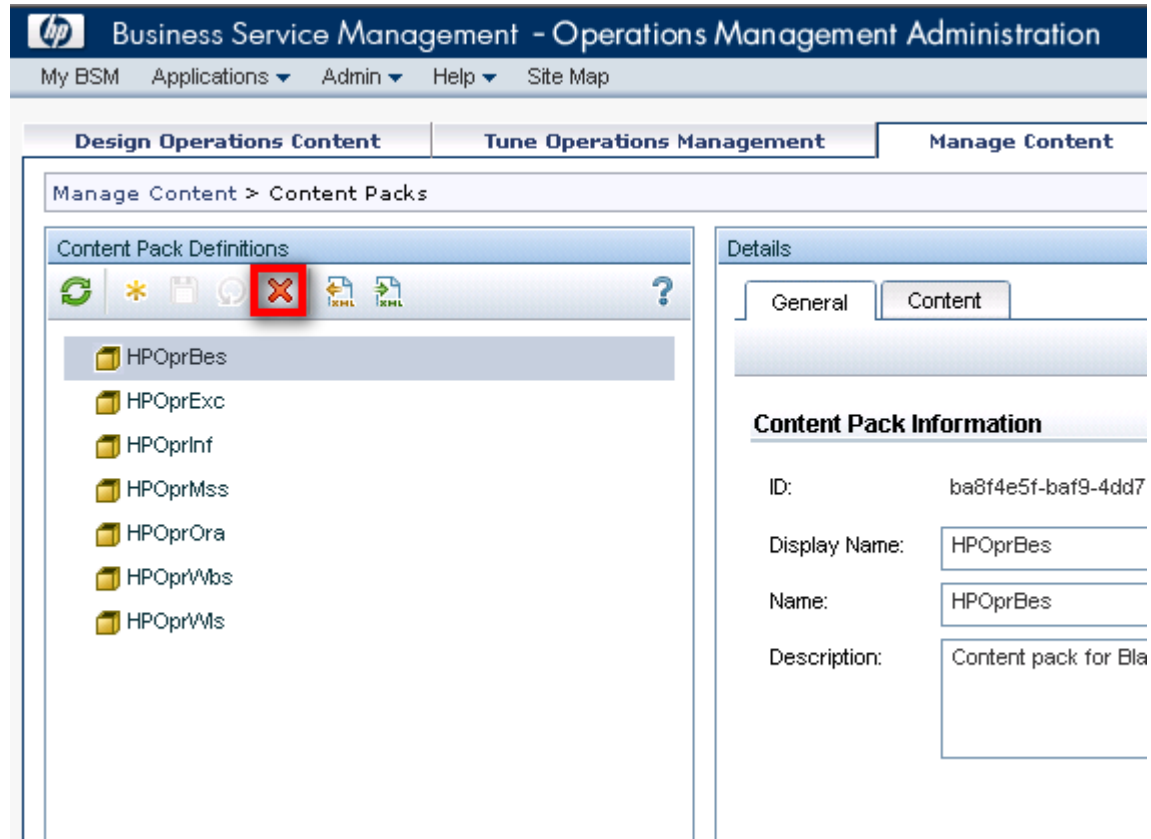 hp Business Service Management - Operations Management Administration
My BSM Applications Admin Help Site Map
Design Operations Content Tune Operations Management Manage Content
Manage Content > Content Packs
Content Pack Definitions
XML XML ?
HPOprBes
HPOprExc
HPOprInf
HPOprMss
HPOprOra
HPOprWbs
HPOprWls
Details
General Content
Content Pack Information
ID: ba8f4e5f-baf9-4dd7
Display Name: HPOprBes
Name: HPOprBes
Description: Content pack for Bla